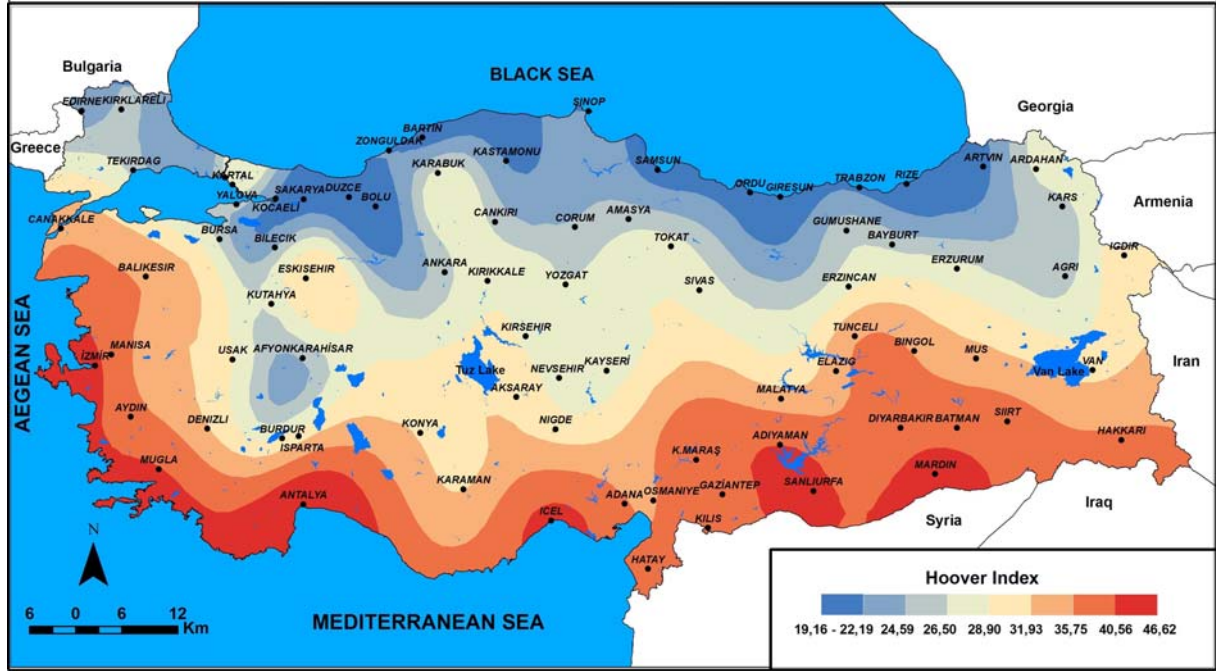 Bulgaria
BLACK SEA
Georgia
Greece
Armenia
Iran
Iraq
Syria
AEGEAN SEA
MEDITERRANEAN SEA
EDIRNE
KIRKLARELI
TEKIRDAG
KARTAL
YALOVA
KOCAELİ
SAKARYA
DUZCE
BOLU
ZONGULDAK
BARTIN
KARABUK
KASTAMONU
SINOP
SAMSUN
ORDU
GIRESUN
TRABZON
RIZE
ARTVIN
ARDAHAN
KARS
CANAKKALE
BURSA
BILECIK
CANKIRI
CORUM
AMASYA
TOKAT
GUMUSHANE
BAYBURT
IGDIR
BALIKESIR
ESKISEHIR
ANKARA
KIRIKKALE
YOZGAT
SIVAS
ERZINCAN
ERZURUM
AGRI
KUTAHYA
KIRSEHIR
TUNCELI
BINGOL
MUS
MANISA
İZMİR
USAK
AFYONKARAHİSAR
Tuz Lake
NEVSEHIR
KAYSERİ
ELAZIG
Van Lake
VAN
AKSARAY
MALATYA
AYDIN
DENIZLI
BURDUR
ISPARTA
KONYA
NIGDE
DIYARBAKIR
BATMAN
SIIRT
HAKKARI
ADIYAMAN
K.MARAŞ
MUGLA
ANTALYA
KARAMAN
ICEL
ADANA
OSMANIYE
GAZİANTEP
SANLIURFA
MARDIN
KILIS
HATAY
N
6 0 6 12
Km
Hoover Index
19,16 - 22,19 24,59 26,50 28,90 31,93 35,75 40,56 46,62